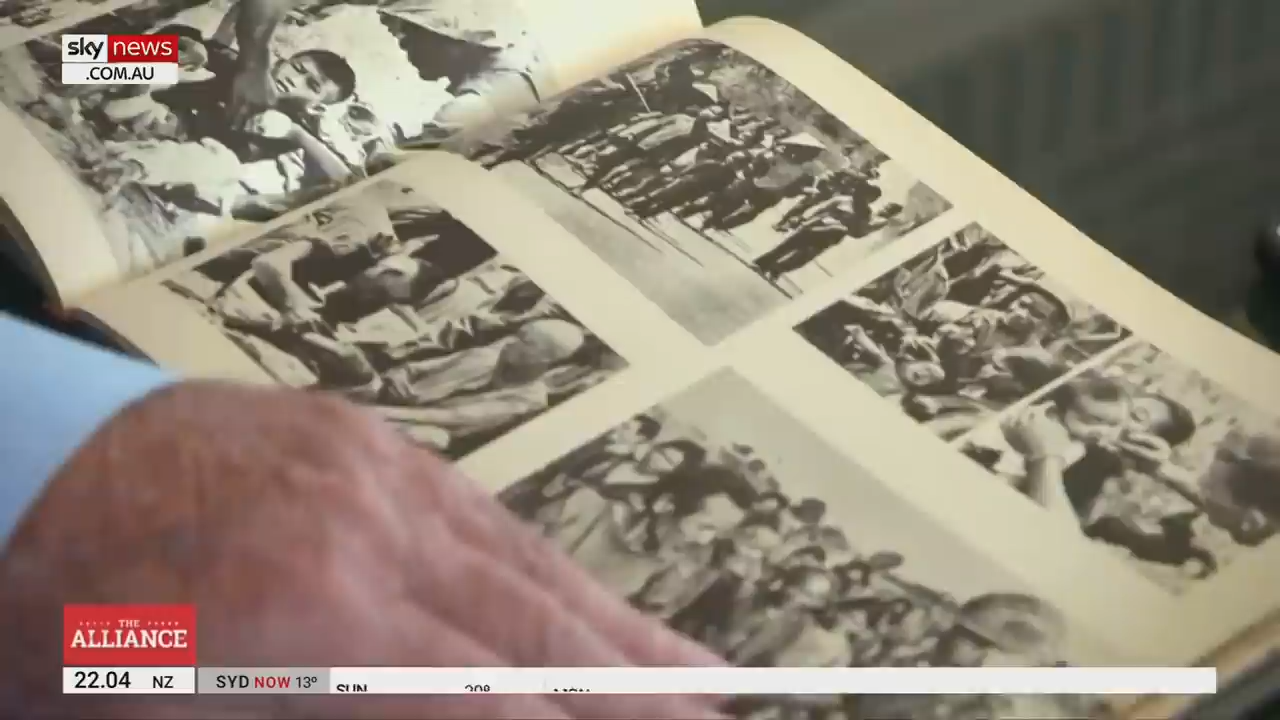 sky news
.COM.AU
THE
ALLIANCE
22.04 NZ
SYD NOW 13°
SUN